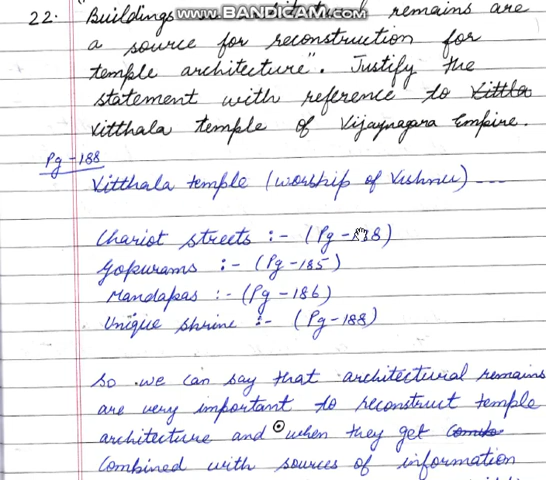 WWW.BANDICAM.COM
22. Buildings remains are
a source for reconstruction for
temple architecture". Justify the
statement with reference to
Vitthala temple of Vijaynagara Empire.
Pg-188
Vitthala temple (worship of Vishnu) ----
Chariot streets :- (Pg-188)
Gopurams :- (Pg-185)
Mandapas :- (Pg-186)
Unique Shrine :- (Pg-188)
So we can say that architectural remains
are very important to reconstruct temple
architecture and when they get
combined with sources of information